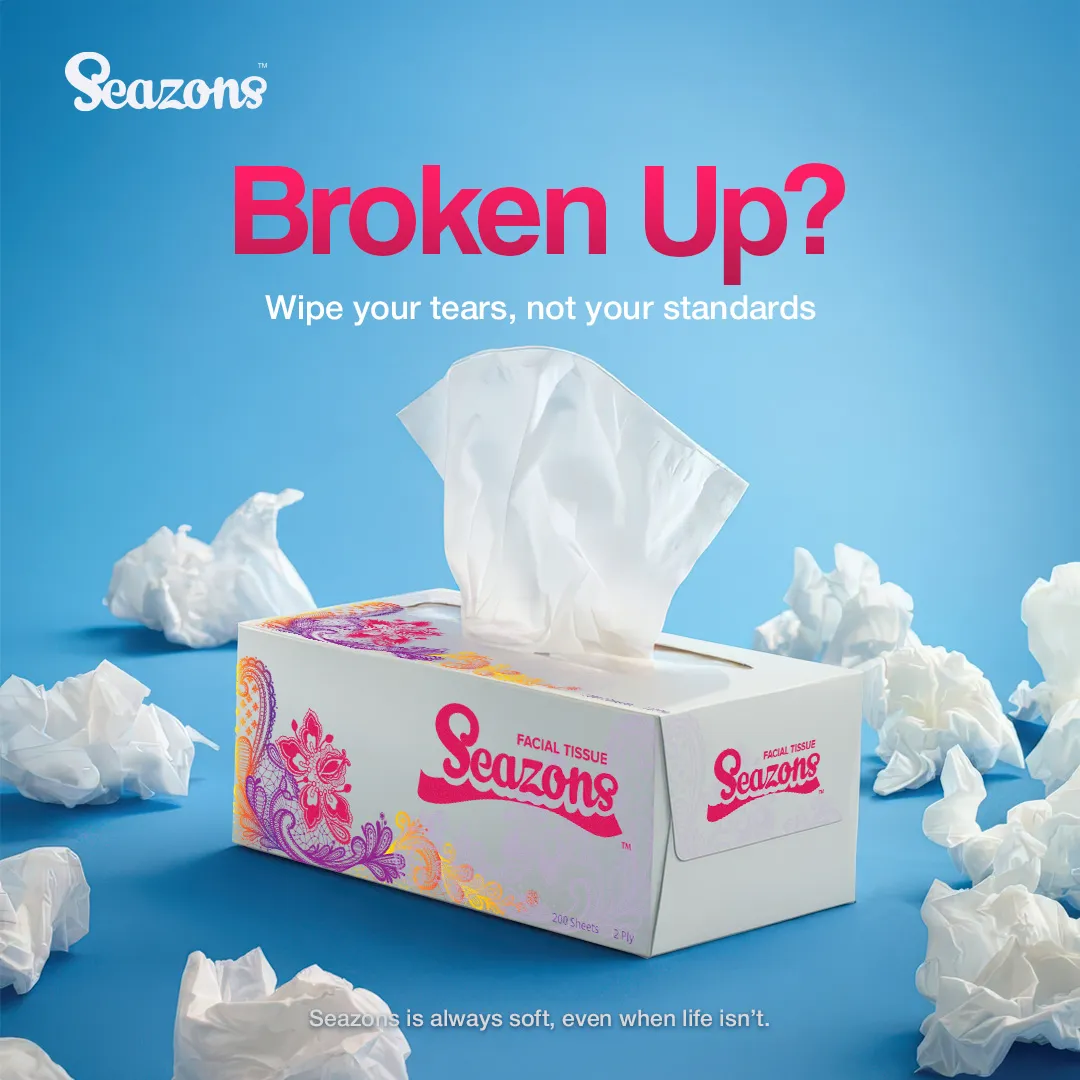 Seazons™
Broken Up?
Wipe your tears, not your standards
FACIAL TISSUE
Seazons
™
FACIAL TISSUE
Seazons
™
200 Sheets 2 Ply
Seazons is always soft, even when life isn't.